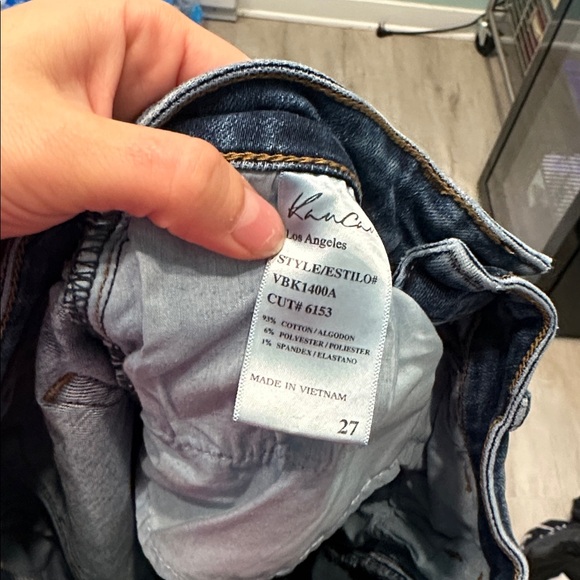 KanCan
Los Angeles
STYLE/ESTILO#
VBK1400A
CUT# 6153
93% COTTON/ALGODON
6% POLYESTER/POLIESTER
1% SPANDEX/ELASTANO
MADE IN VIETNAM
27